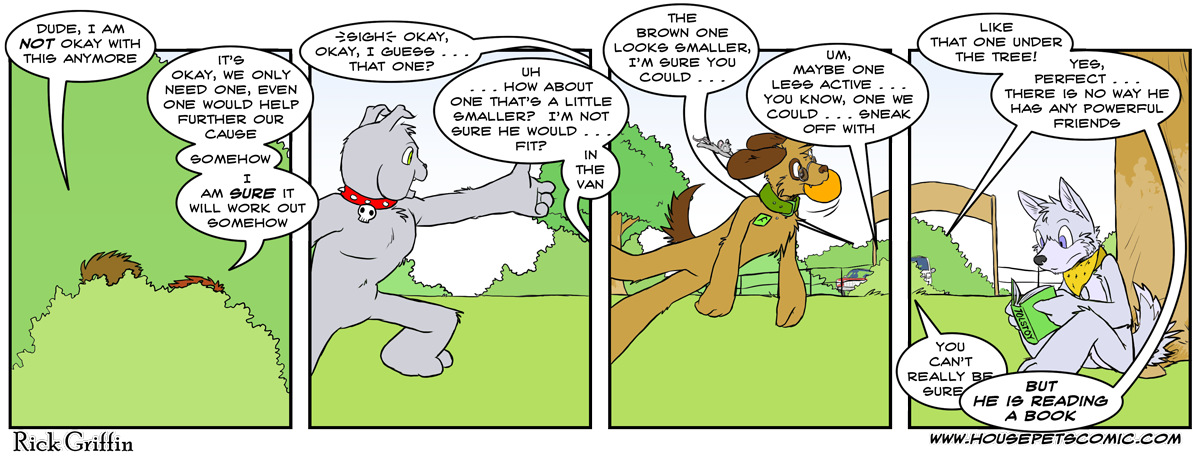 DUDE, I AM
NOT OKAY WITH
THIS ANYMORE
IT'S
OKAY, WE ONLY
NEED ONE, EVEN
ONE WOULD HELP
FURTHER OUR
CAUSE
SOMEHOW
I
AM SURE IT
WILL WORK OUT
SOMEHOW
SIGH OKAY,
OKAY, I GUESS . . .
THAT ONE?
UH
. . . HOW ABOUT
ONE THAT'S A LITTLE
SMALLER? I'M NOT
SURE HE WOULD . . .
FIT?
IN
THE
VAN
THE
BROWN ONE
LOOKS SMALLER,
I'M SURE YOU
COULD . . .
UM,
MAYBE ONE
LESS ACTIVE . . .
YOU KNOW, ONE WE
COULD . . . SNEAK
OFF WITH
LIKE
THAT ONE UNDER
THE TREE!
YES,
PERFECT . . .
THERE IS NO WAY HE
HAS ANY POWERFUL
FRIENDS
TOLSTOY
YOU
CAN'T
REALLY BE
SURE
BUT
HE IS READING
A BOOK
Rick Griffin
WWW.HOUSEPETSCOMIC.COM